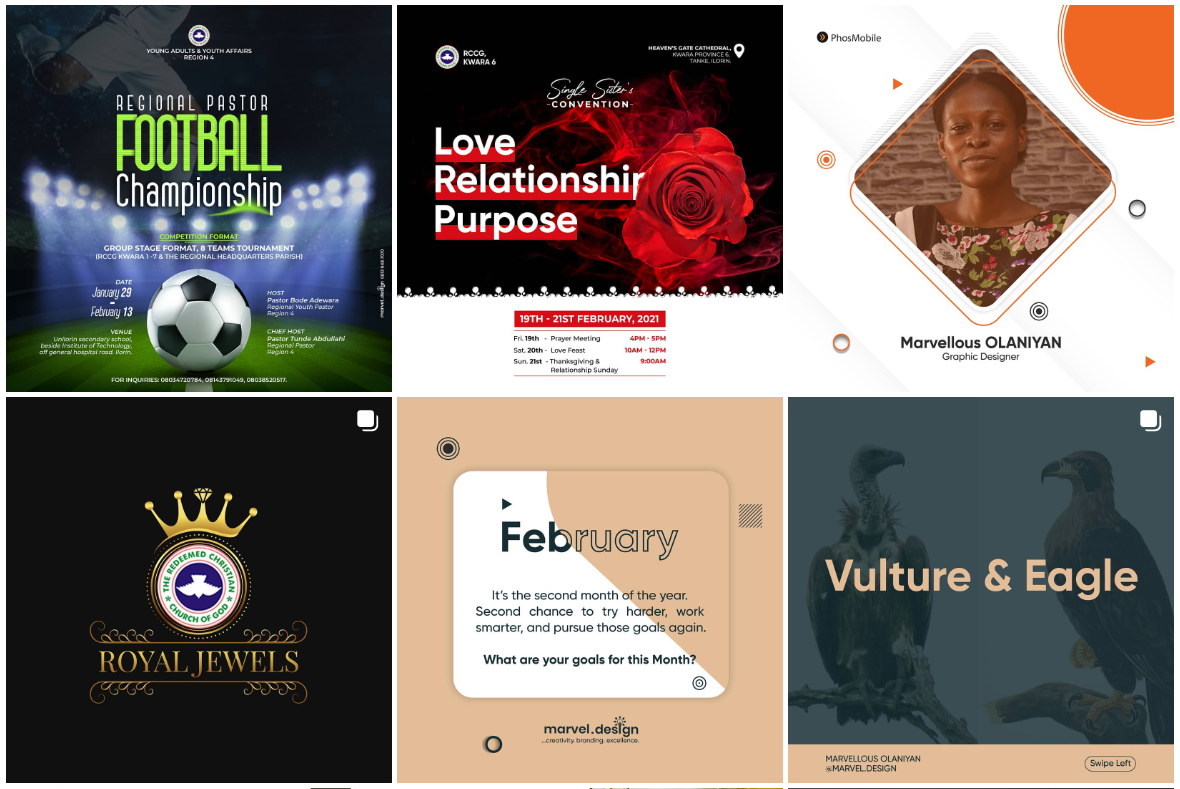 YOUNG ADULTS & YOUTH AFFAIRS
REGION 4
REGIONAL PASTOR
FOOTBALL
Championship
COMPETITION FORMAT
GROUP STAGE FORMAT, 8 TEAMS TOURNAMENT
(RCCG KWARA 1 -7 & THE REGIONAL HEADQUARTERS PARISH)
DATE
January 29
–
February 13
VENUE
Unilorin secondary school,
beside Institute of Technology,
off general hospital road, Ilorin.
HOST
Pastor Bode Adewara
Regional Youth Pastor
Region 4
CHIEF HOST
Pastor Tunde Abdullahi
Regional Pastor
Region 4
FOR INQUIRIES: 08034720784, 08143791049, 08038520517.
marvel.design
RCCG,
KWARA 6
HEAVEN'S GATE CATHEDRAL,
KWARA PROVINCE 6,
TANKE, ILORIN.
Single Sister's
-CONVENTION-
Love
Relationship
Purpose
19TH - 21ST FEBRUARY, 2021
Fri. 19th - Prayer Meeting 4PM - 5PM
Sat. 20th - Love Feast 10AM - 12PM
Sun. 21st - Thanksgiving & 9:00AM
Relationship Sunday
PhosMobile
Marvellous OLANIYAN
Graphic Designer
THE REDEEMED CHRISTIAN
CHURCH OF GOD
ROYAL JEWELS
February
It's the second month of the year.
Second chance to try harder, work
smarter, and pursue those goals again.
What are your goals for this Month?
marvel.design
...creativity. branding. excellence.
Vulture & Eagle
MARVELLOUS OLANIYAN
@MARVEL.DESIGN
Swipe Left